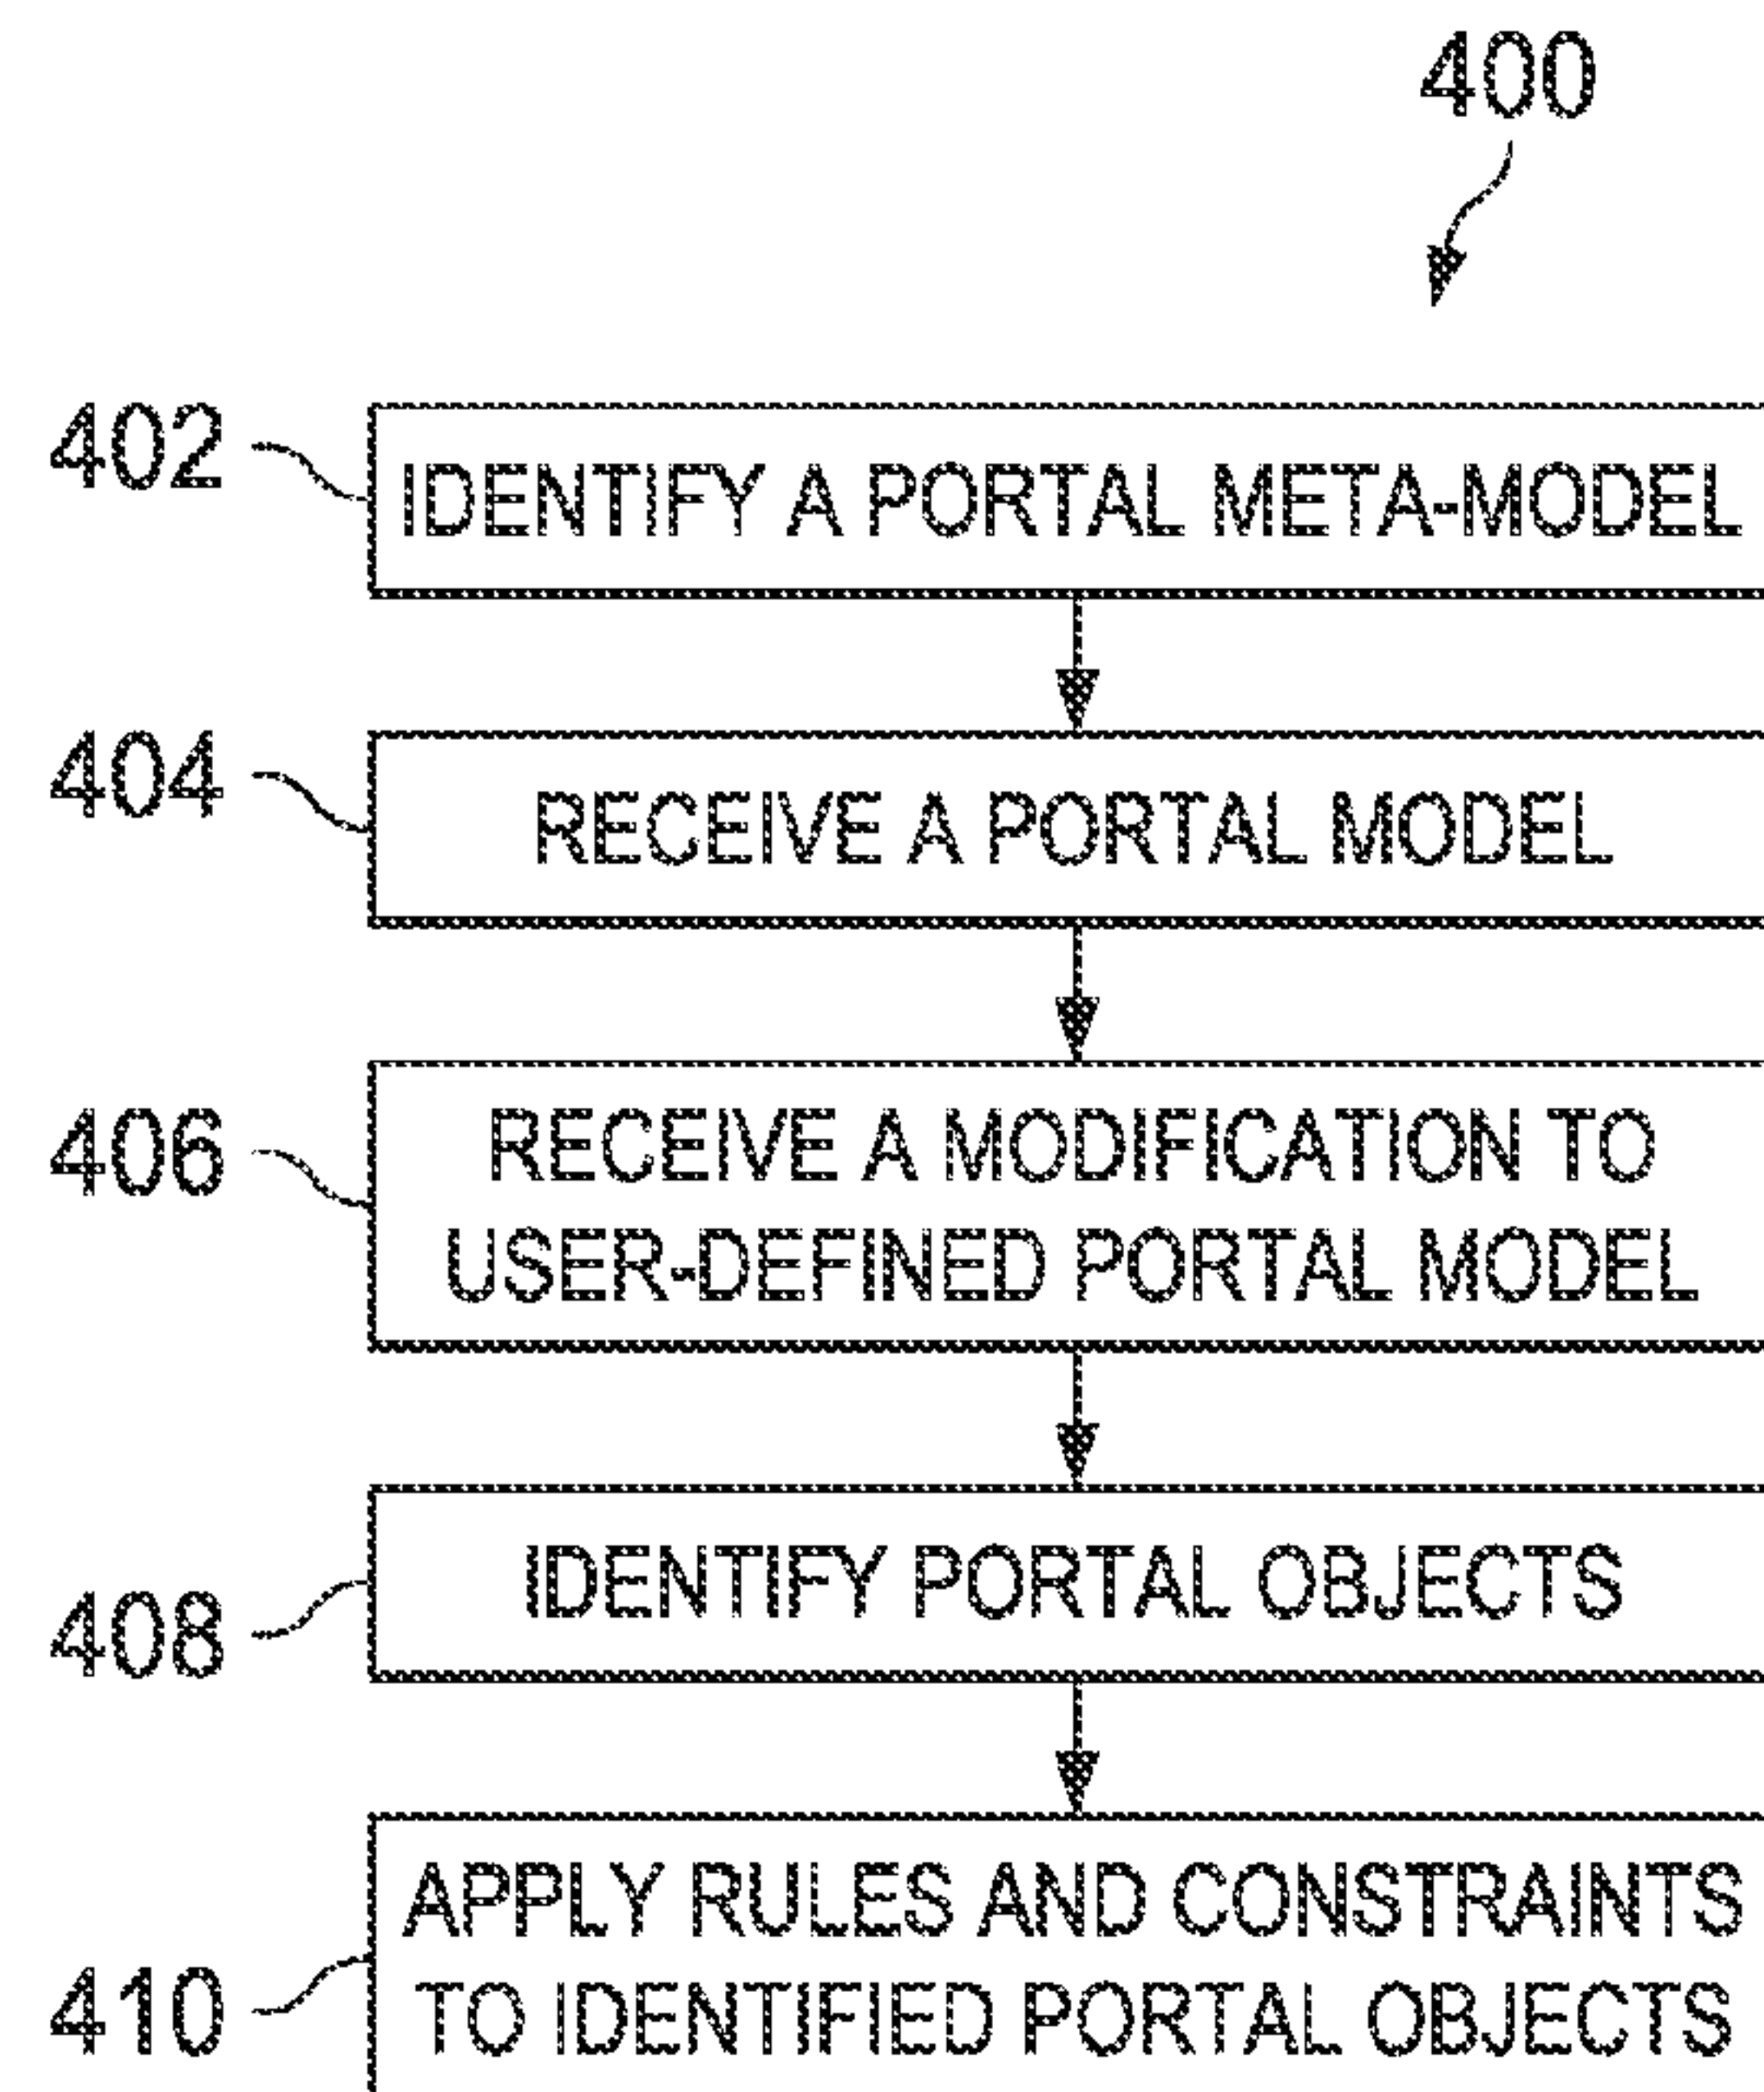 400
402
IDENTIFY A PORTAL META-MODEL
404
RECEIVE A PORTAL MODEL
406
RECEIVE A MODIFICATION TO
USER-DEFINED PORTAL MODEL
408
IDENTIFY PORTAL OBJECTS
410
APPLY RULES AND CONSTRAINTS
TO IDENTIFIED PORTAL OBJECTS